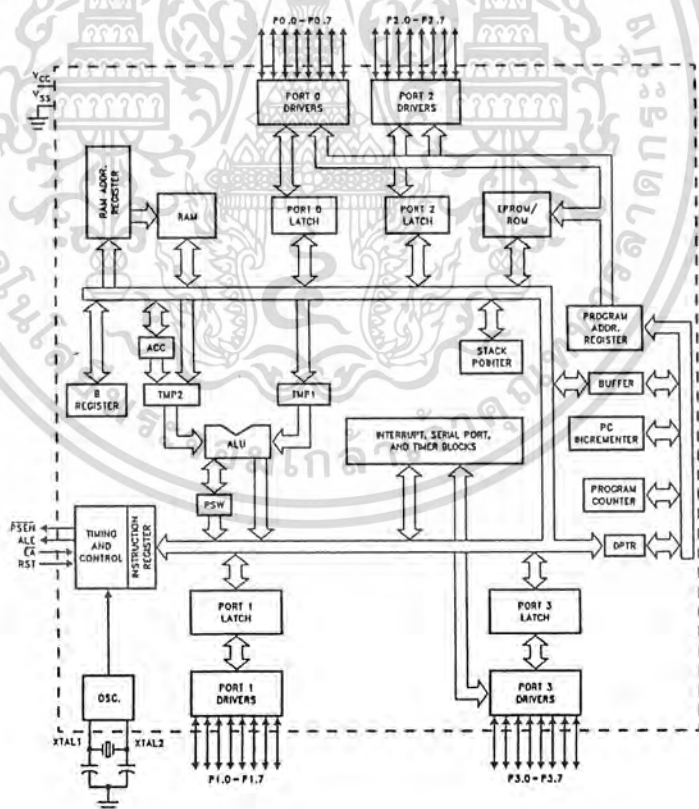 P0.0-P0.7
P2.0-P2.7
VCC
VSS
PORT 0
DRIVERS
PORT 2
DRIVERS
RAM ADDR.
REGISTER
RAM
PORT 0
LATCH
PORT 2
LATCH
EPROM/
ROM
B
REGISTER
ACC
TMP2
TMP1
ALU
PSW
STACK
POINTER
INTERRUPT, SERIAL PORT,
AND TIMER BLOCKS
PROGRAM
ADDR.
REGISTER
BUFFER
PC
INCREMENTER
PROGRAM
COUNTER
DPTR
PSEN
ALE
EA
RST
TIMING
AND
CONTROL
INSTRUCTION
REGISTER
PORT 1
LATCH
PORT 3
LATCH
OSC.
PORT 1
DRIVERS
PORT 3
DRIVERS
XTAL1
XTAL2
P1.0-P1.7
P3.0-P3.7